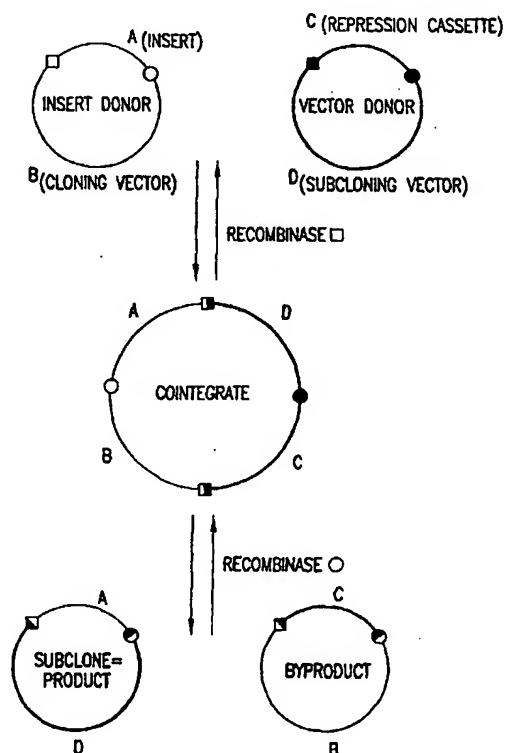 A (INSERT)
C (REPRESSION CASSETTE)
INSERT DONOR
VECTOR DONOR
B (CLONING VECTOR)
D (SUBCLONING VECTOR)
RECOMBINASE
A
D
COINTEGRATE
B
C
RECOMBINASE
A
C
SUBCLONE=
PRODUCT
BYPRODUCT
D
B